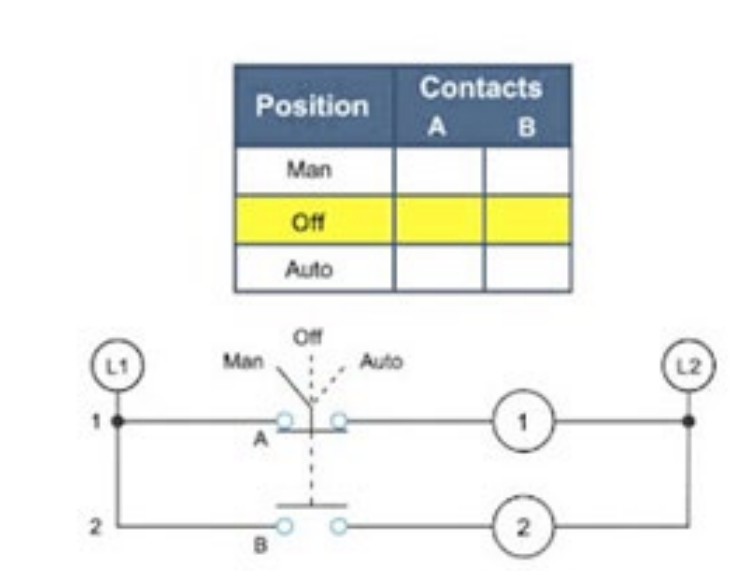 Position Contacts
A B
Man
Off
Auto
Off
Man Auto
L1 L2
1 1
A
2 2
B